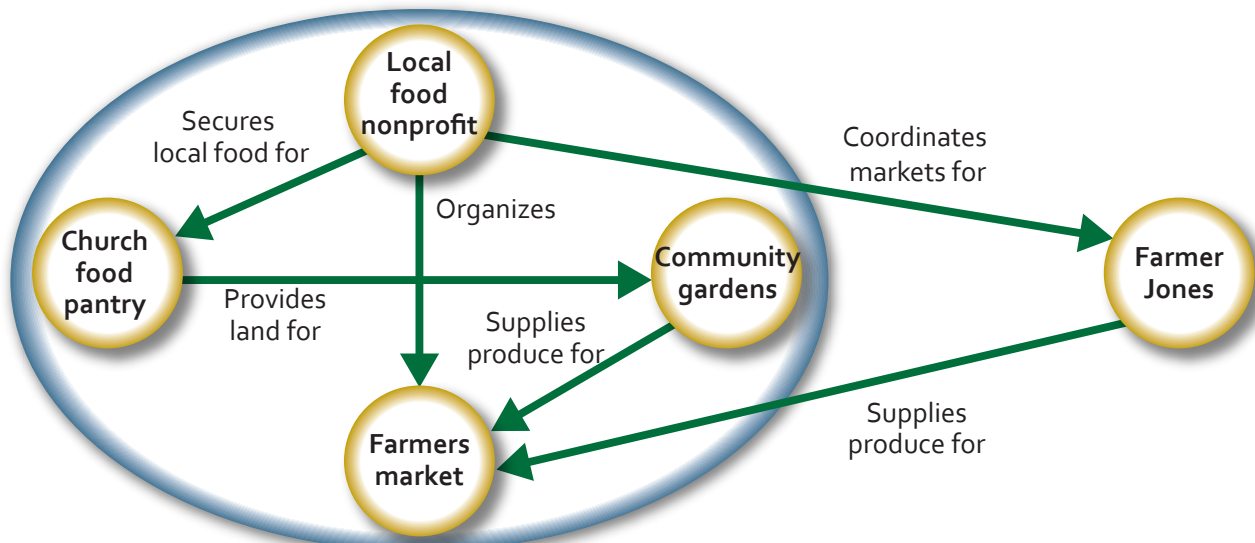 Local
food
nonprofit
Secures
local food for
Coordinates
markets for
Organizes
Church
food
pantry
Community
gardens
Farmer
Jones
Provides
land for
Supplies
produce for
Supplies
produce for
Farmers
market